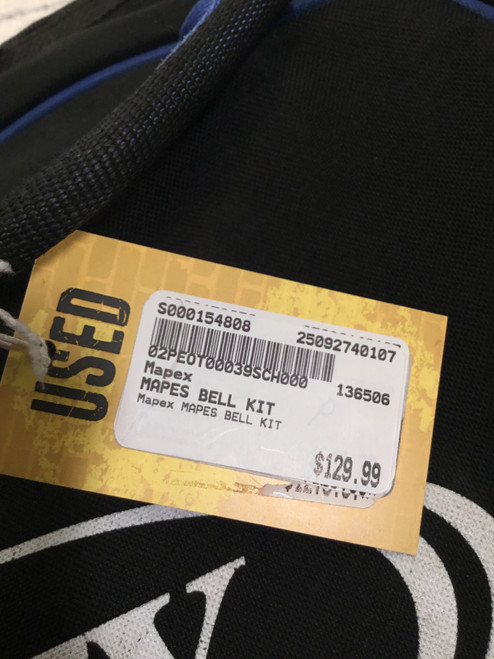 USED
S000154808
25092740107
02PEOT00039SCH000
136506
Mapex
MAPES BELL KIT
Mapex MAPES BELL KIT
$129.99